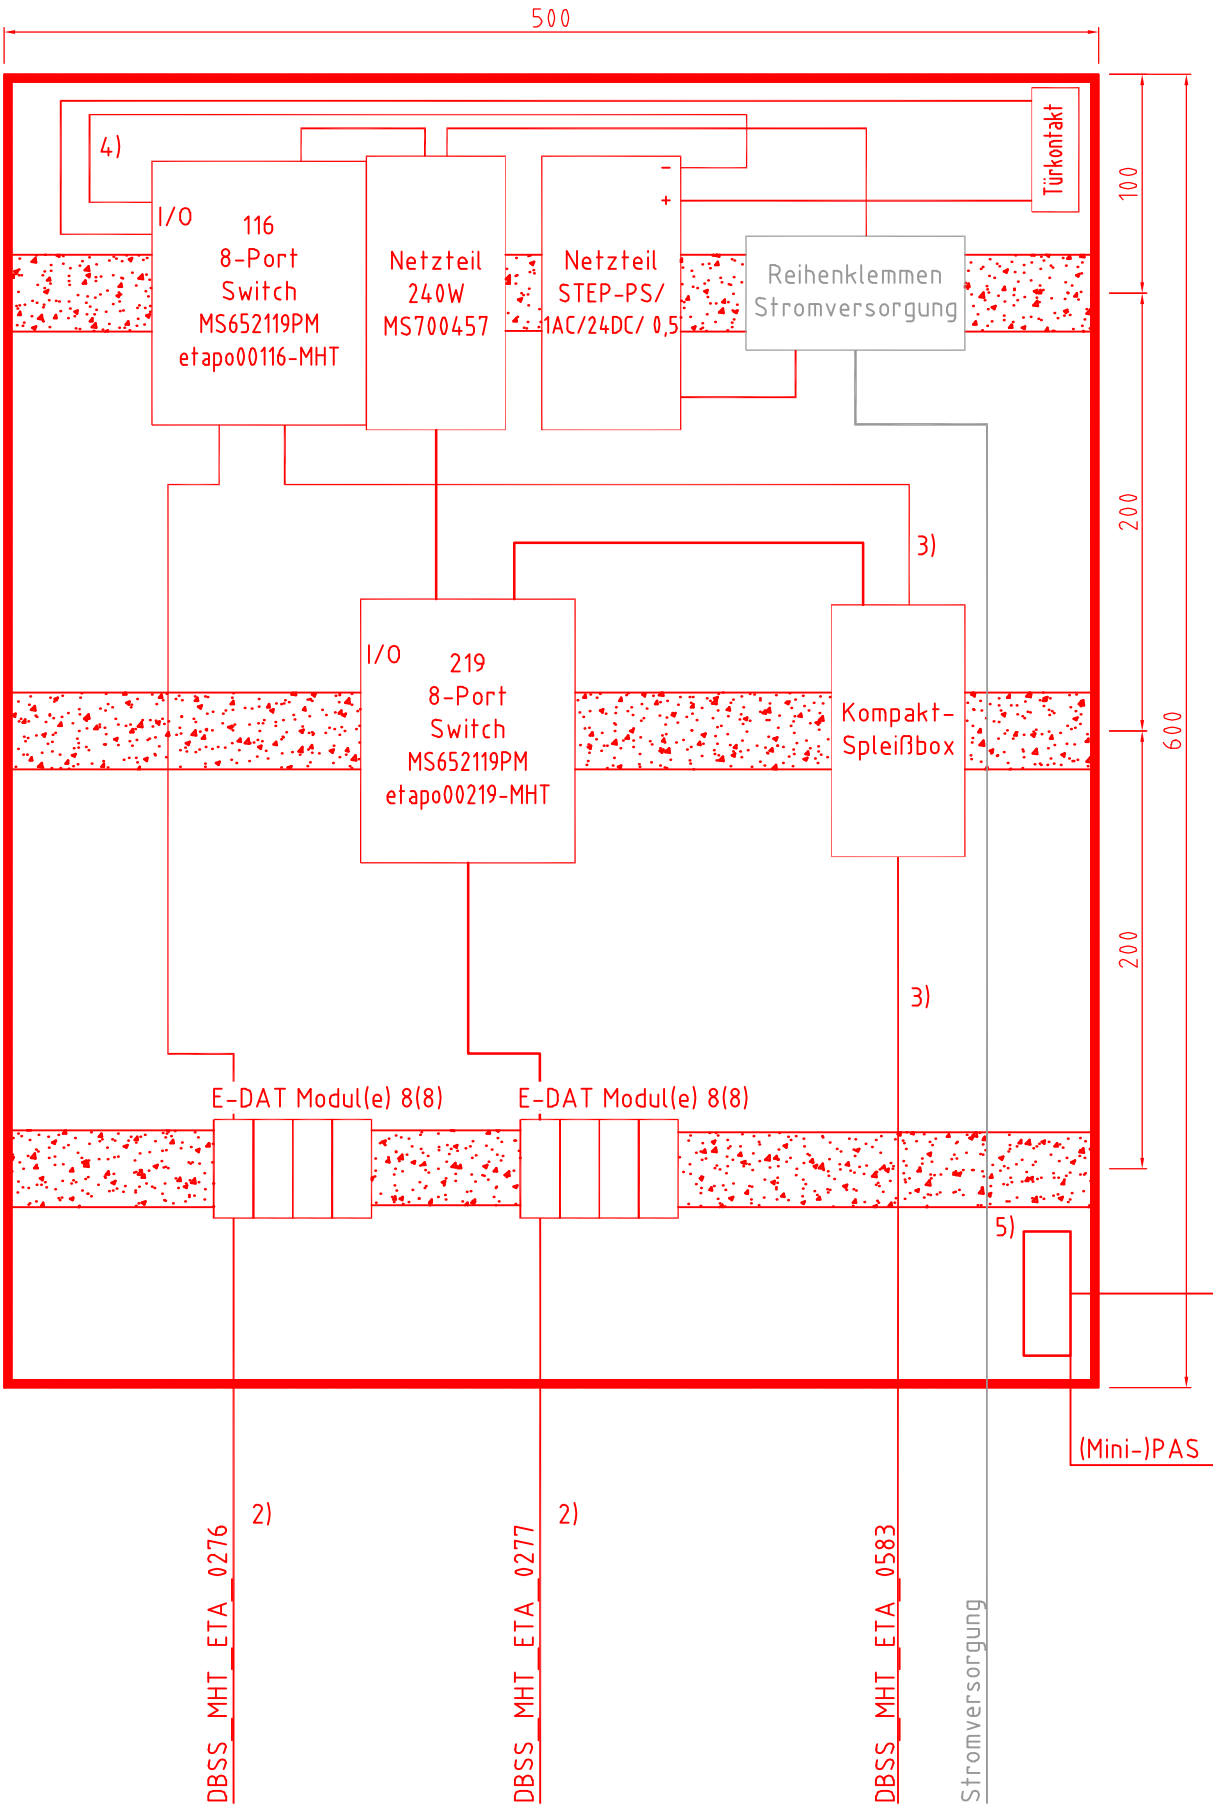 500
Türkontakt
4)
I/O
116
8-Port
Switch
MS652119PM
etapo00116-MHT
Netzteil
240W
MS700457
Netzteil
STEP-PS/
1AC/24DC/ 0,5
-
+
Reihenklemmen
Stromversorgung
100
200
3)
I/O
219
8-Port
Switch
MS652119PM
etapo00219-MHT
Kompakt-
Spleißbox
600
200
3)
E-DAT Modul(e) 8(8)
E-DAT Modul(e) 8(8)
5)
(Mini-)PAS
2)
2)
DBSS_MHT_ETA_0276
DBSS_MHT_ETA_0277
DBSS_MHT_ETA_0583
Stromversorgung